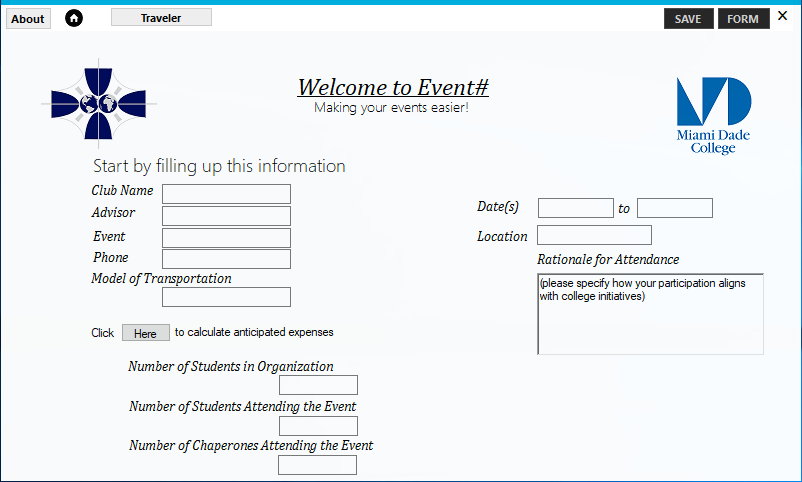 About
Traveler
SAVE
FORM
X
Welcome to Event#
Making your events easier!
Miami Dade
College
Start by filling up this information
Club Name
Advisor
Event
Phone
Model of Transportation
Date(s)
to
Location
Rationale for Attendance
(please specify how your participation aligns
with college initiatives)
Click Here to calculate anticipated expenses
Number of Students in Organization
Number of Students Attending the Event
Number of Chaperones Attending the Event